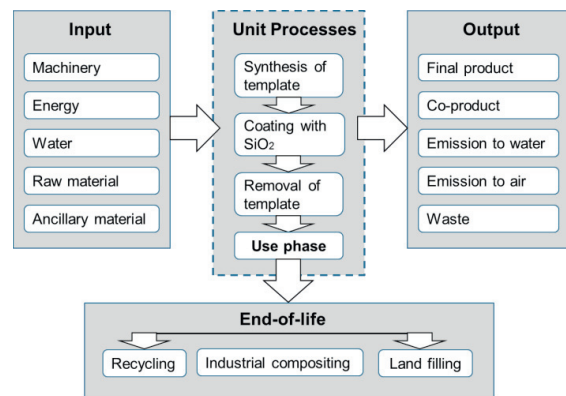 Input
Machinery
Energy
Water
Raw material
Ancillary material
Unit Processes
Synthesis of
template
Coating with
SiO2
Removal of
template
Use phase
Output
Final product
Co-product
Emission to water
Emission to air
Waste
End-of-life
Recycling
Industrial compositing
Land filling